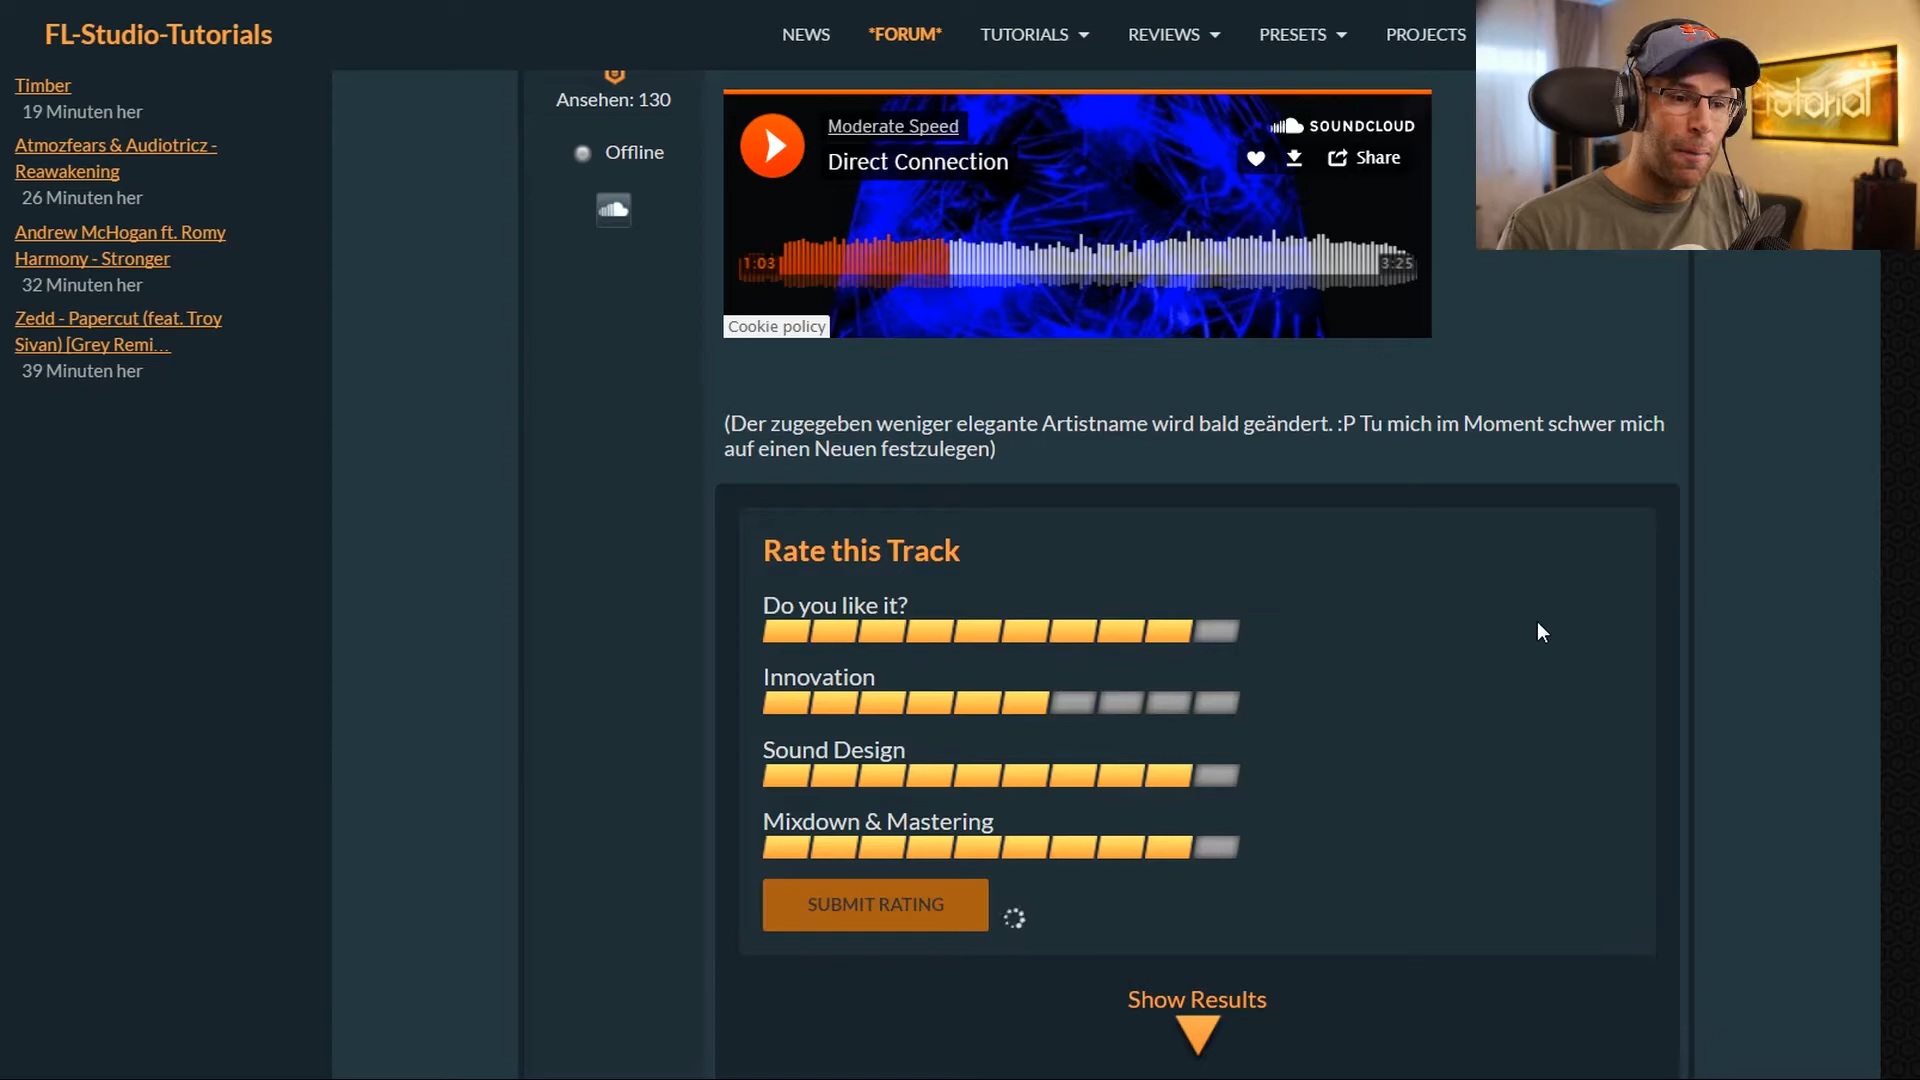 FL-Studio-Tutorials
NEWS
*FORUM*
TUTORIALS
REVIEWS
PRESETS
PROJECTS
Timber
19 Minuten her
Atmozfears & Audiotricz -
Reawakening
26 Minuten her
Andrew McHogan ft. Romy
Harmony - Stronger
32 Minuten her
Zedd - Papercut (feat. Troy
Sivan) [Grey Remi...
39 Minuten her
Ansehen: 130
Offline
Moderate Speed
Direct Connection
SOUNDCLOUD
Share
1:03
3:25
Cookie policy
(Der zugegeben weniger elegante Artistname wird bald geändert. :P Tu mich im Moment schwer mich
auf einen Neuen festzulegen)
Rate this Track
Do you like it?
Innovation
Sound Design
Mixdown & Mastering
SUBMIT RATING
Show Results
tutorial